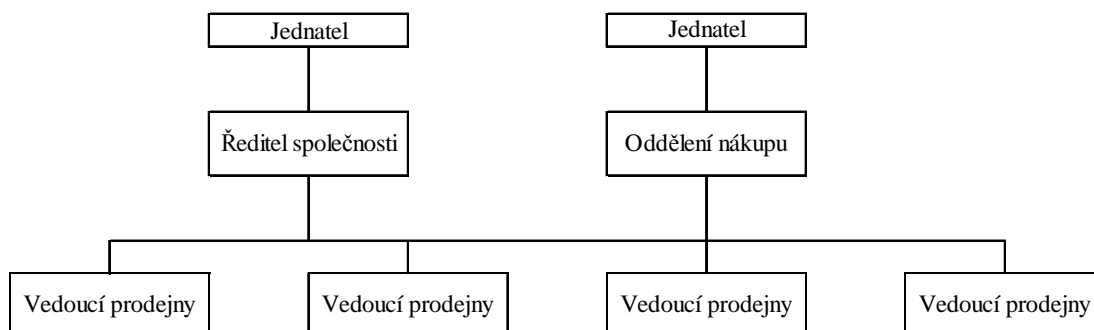 Jednatel
Jednatel
Ředitel společnosti
Oddělení nákupu
Vedoucí prodejny
Vedoucí prodejny
Vedoucí prodejny
Vedoucí prodejny